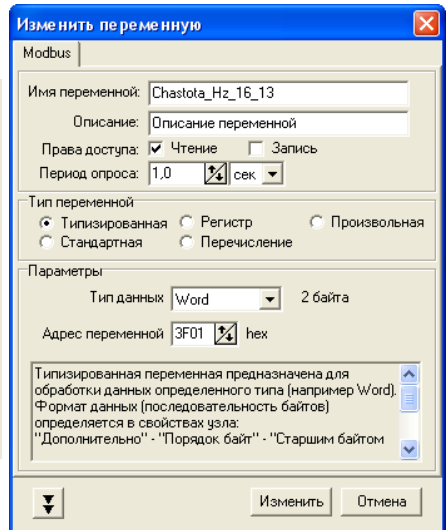 Изменить переменную
Modbus
Имя переменной: Chastota_Hz_16_13
Описание: Описание переменной
Права доступа: Чтение Запись
Период опроса: 1,0 сек
Тип переменной
Типизированная Регистр Произвольная
Стандартная Перечисление
Параметры
Тип данных Word 2 байта
Адрес переменной 3F01 hex
Типизированная переменная предназначена для
обработки данных определенного типа (например Word).
Формат данных (последовательность байтов)
определяется в свойствах узла:
"Дополнительно" - "Порядок байт" - "Старшим байтом
Изменить Отмена